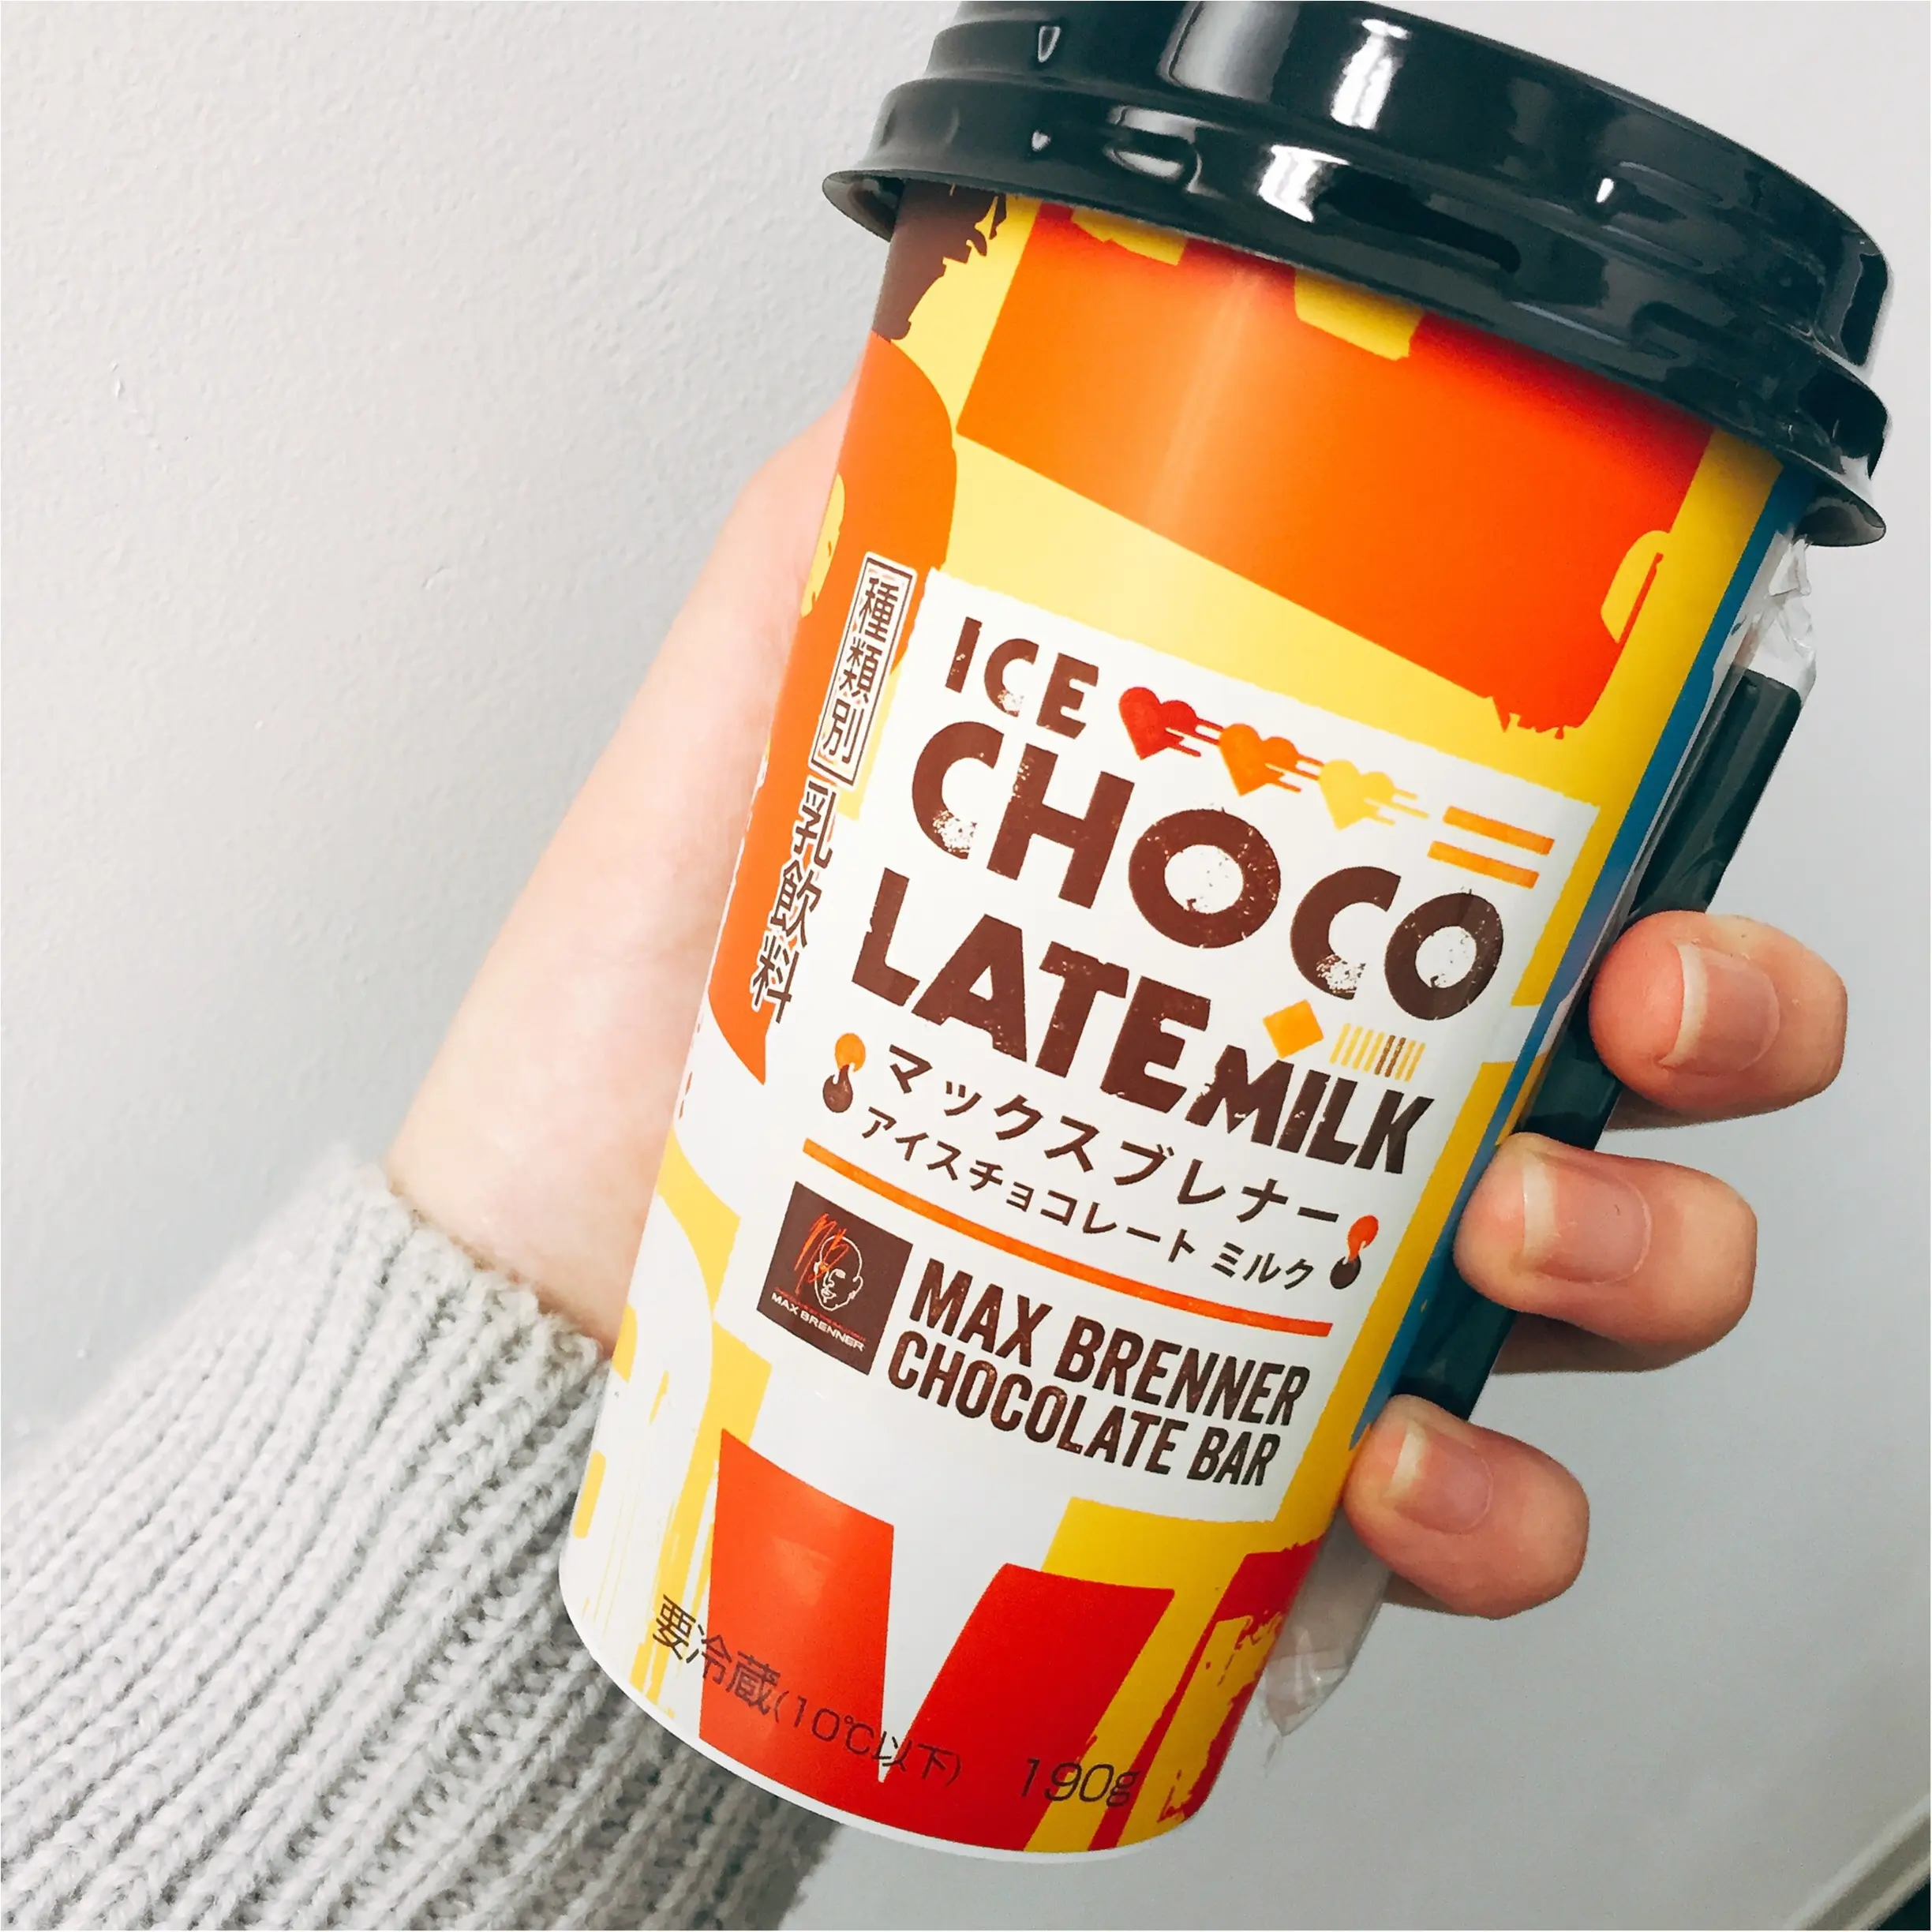 種類別 乳飲料
ICE
CHOCO
LATE MILK
マックスブレナー
アイスチョコレート ミルク
MAX BRENNER
MAX BRENNER
CHOCOLATE BAR
要冷蔵(10℃以下) 190g